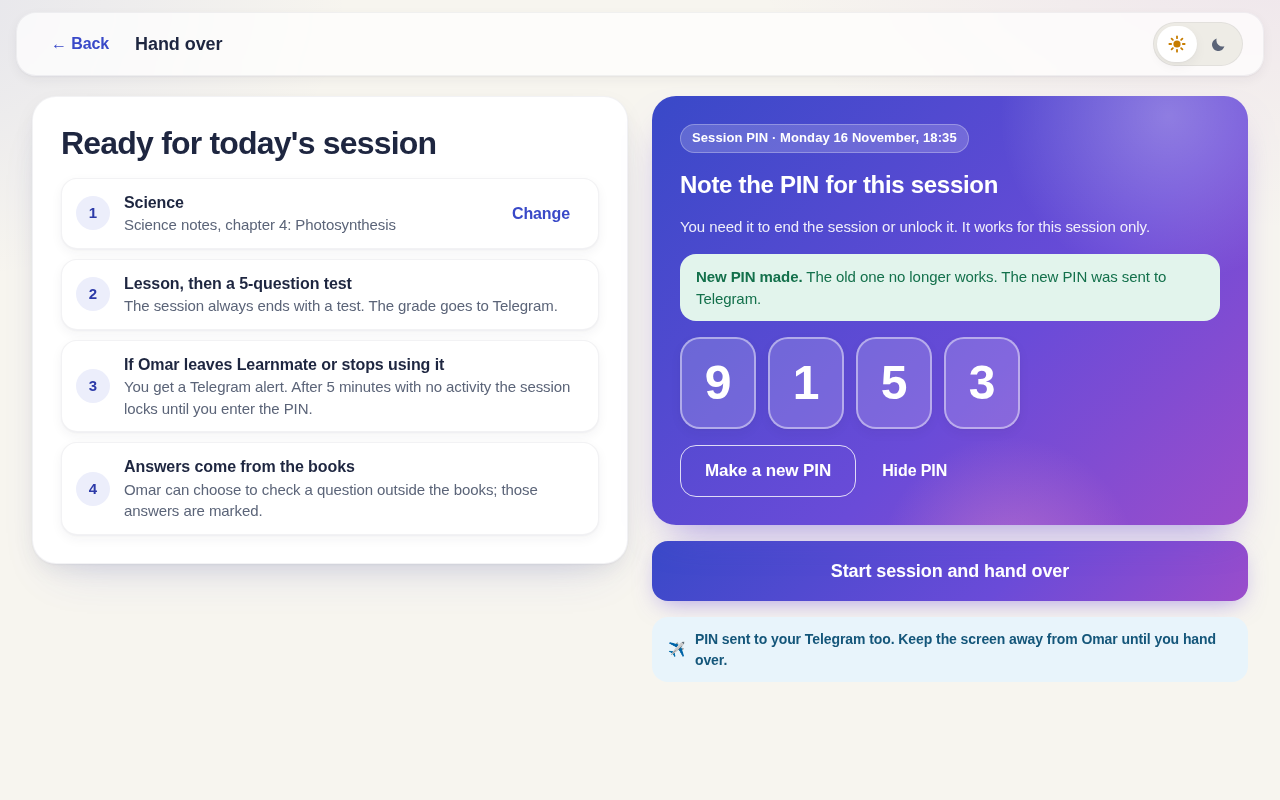 ← Back
Hand over
Ready for today's session
1
Science
Science notes, chapter 4: Photosynthesis
Change
2
Lesson, then a 5-question test
The session always ends with a test. The grade goes to Telegram.
3
If Omar leaves Learnmate or stops using it
You get a Telegram alert. After 5 minutes with no activity the session
locks until you enter the PIN.
4
Answers come from the books
Omar can choose to check a question outside the books; those
answers are marked.
Session PIN · Monday 16 November, 18:35
Note the PIN for this session
You need it to end the session or unlock it. It works for this session only.
New PIN made. The old one no longer works. The new PIN was sent to
Telegram.
9 1 5 3
Make a new PIN
Hide PIN
Start session and hand over
PIN sent to your Telegram too. Keep the screen away from Omar until you hand
over.